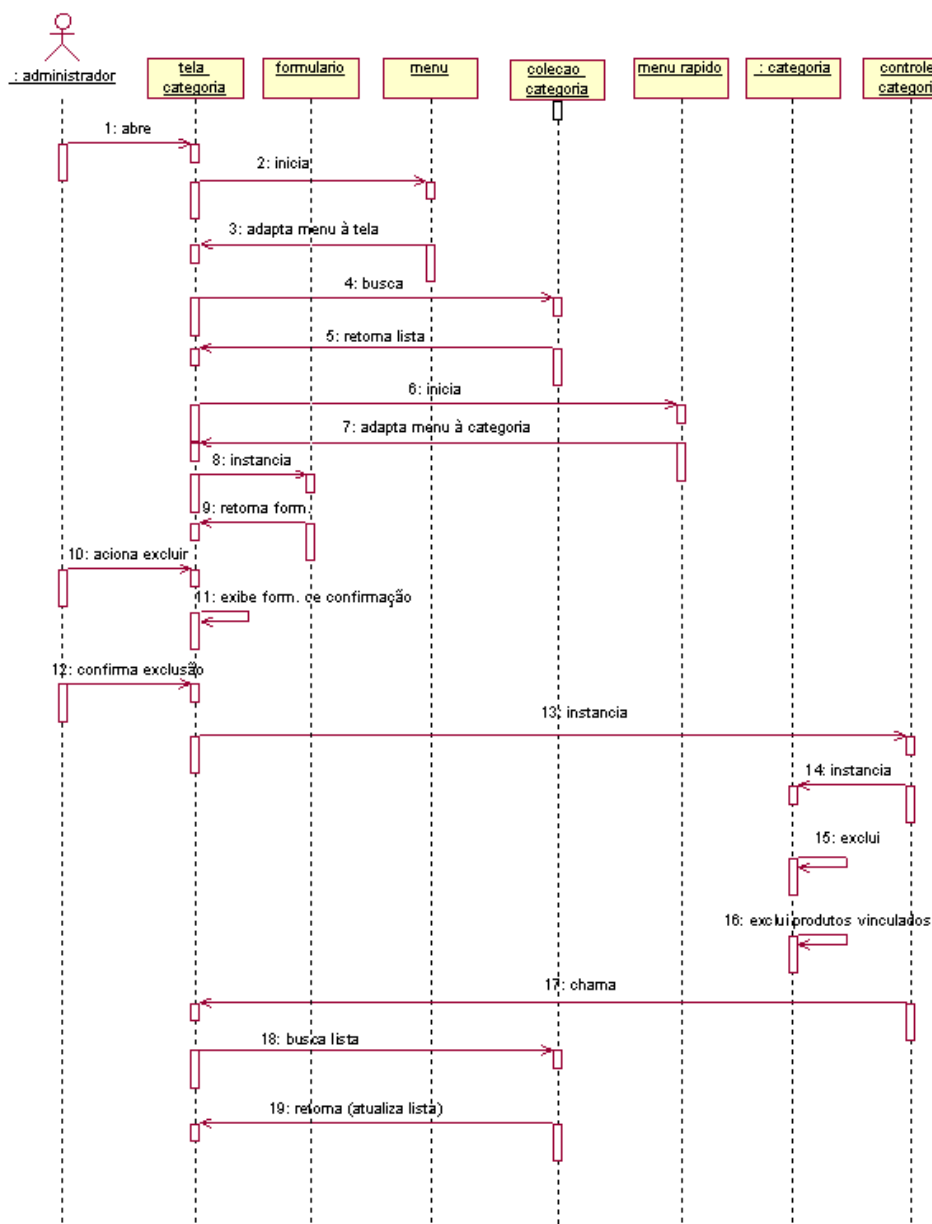 : administrador
tela
categoria
formulario
menu
colecao
categoria
menu rapido
: categoria
controle
categoria
1: abre
2: inicia
3: adapta menu à tela
4: busca
5: retorna lista
6: inicia
7: adapta menu à categoria
8: instancia
9: retorna form.
10: aciona excluir
11: exibe form. de confirmação
12: confirma exclusão
13: instancia
14: instancia
15: exclui
16: exclui produtos vinculados
17: chama
18: busca lista
19: retorna (atualiza lista)